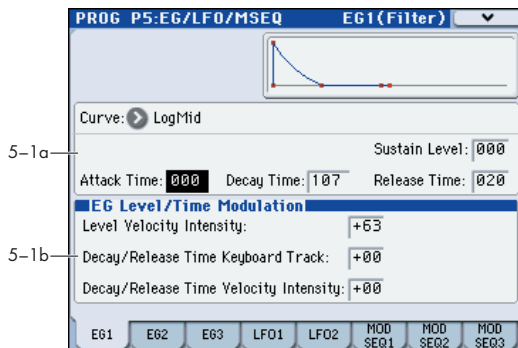 PROG P5:EG/LFO/MSEQ EG1(Filter)
Curve: LogMid
5–1a
Sustain Level: 000
Attack Time: 000 Decay Time: 107 Release Time: 020
EG Level/Time Modulation
Level Velocity Intensity: +63
5–1b
Decay/Release Time Keyboard Track: +00
Decay/Release Time Velocity Intensity: +00
EG1 EG2 EG3 LFO1 LFO2 MOD SEQ1 MOD SEQ2 MOD SEQ3